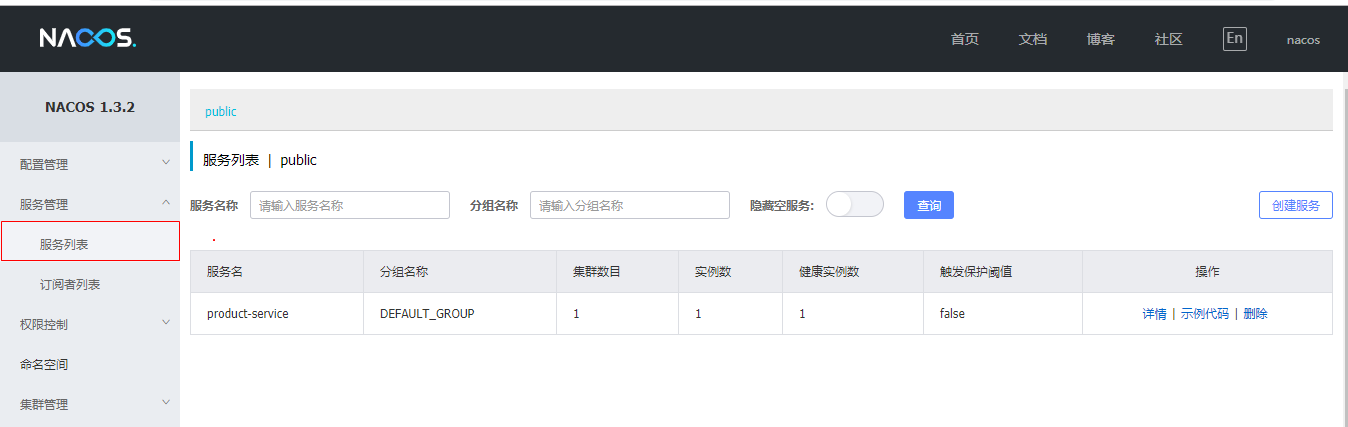 NACOS. 首页 文档 博客 社区 En nacos
NACOS 1.3.2
public
配置管理
服务列表 | public
服务管理
服务名称 请输入服务名称 分组名称 请输入分组名称 隐藏空服务: 查询 创建服务
服务列表
服务名 分组名称 集群数目 实例数 健康实例数 触发保护阈值 操作
订阅者列表
product-service DEFAULT_GROUP 1 1 1 false 详情 | 示例代码 | 删除
权限控制
命名空间
集群管理